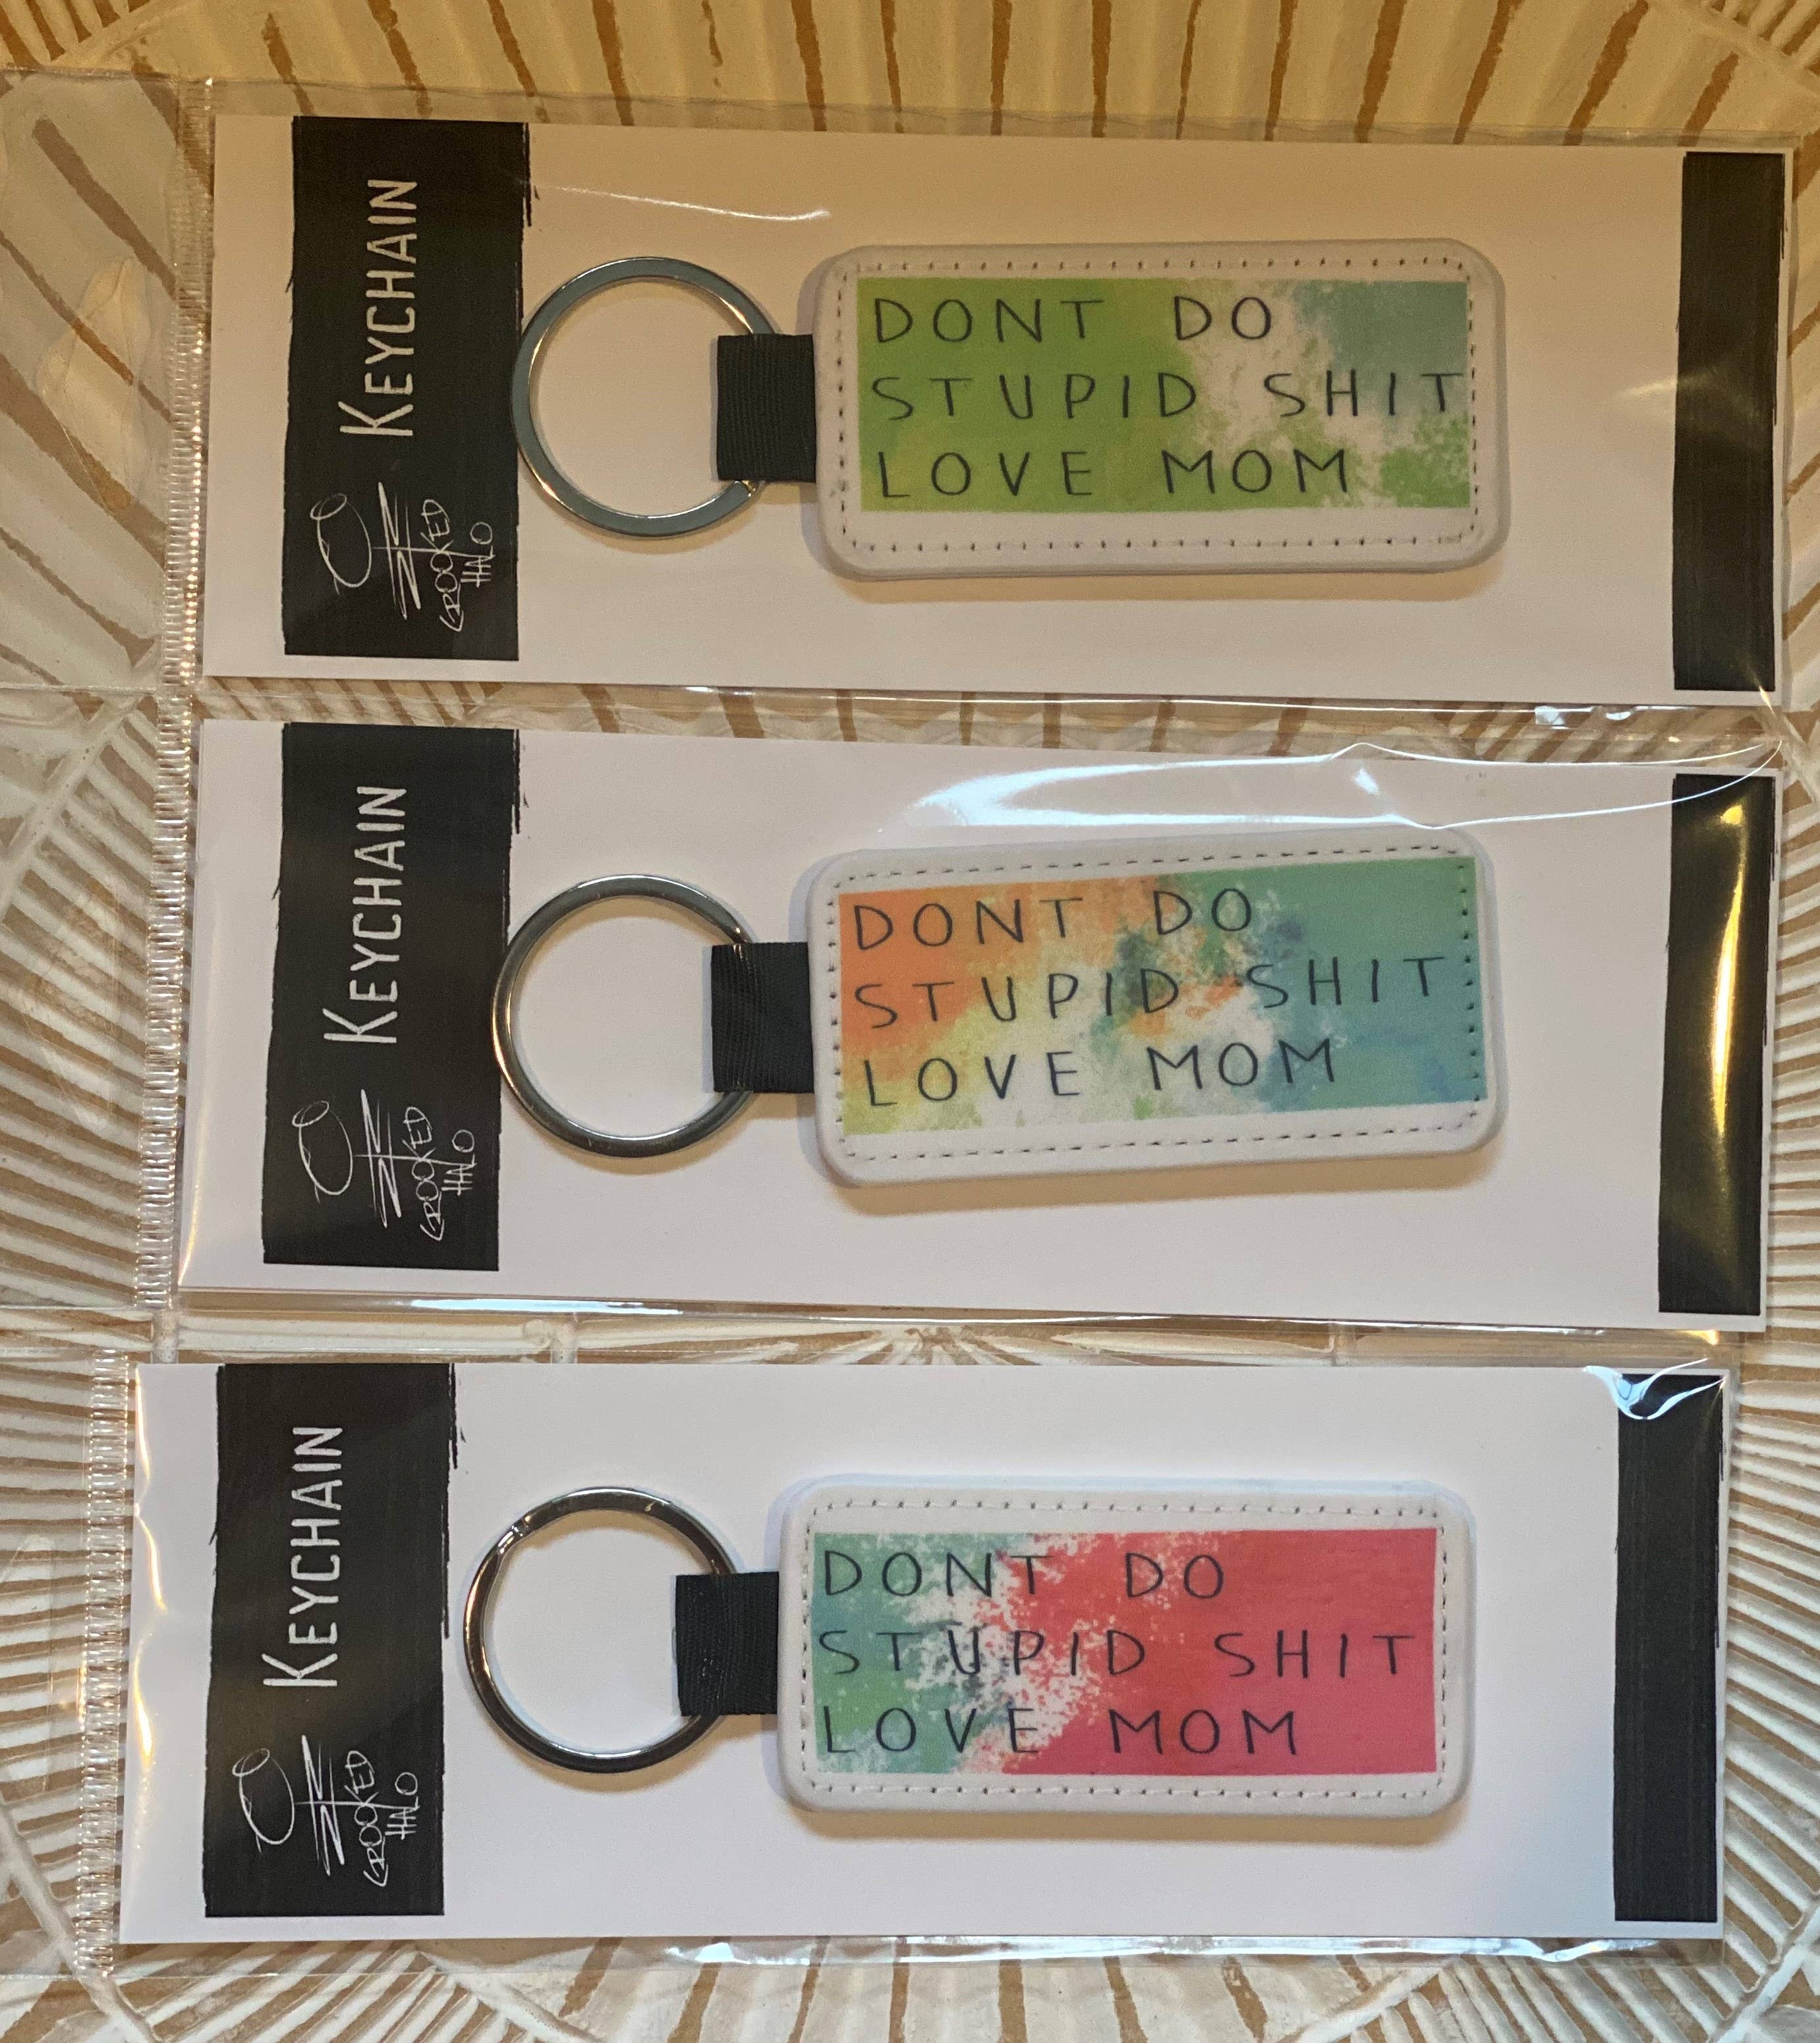 KEYCHAIN
CROOKED
HALO
DONT DO
STUPID SHIT
LOVE MOM
KEYCHAIN
CROOKED
HALO
DONT DO
STUPID SHIT
LOVE MOM
KEYCHAIN
CROOKED
HALO
DONT DO
STUPID SHIT
LOVE MOM